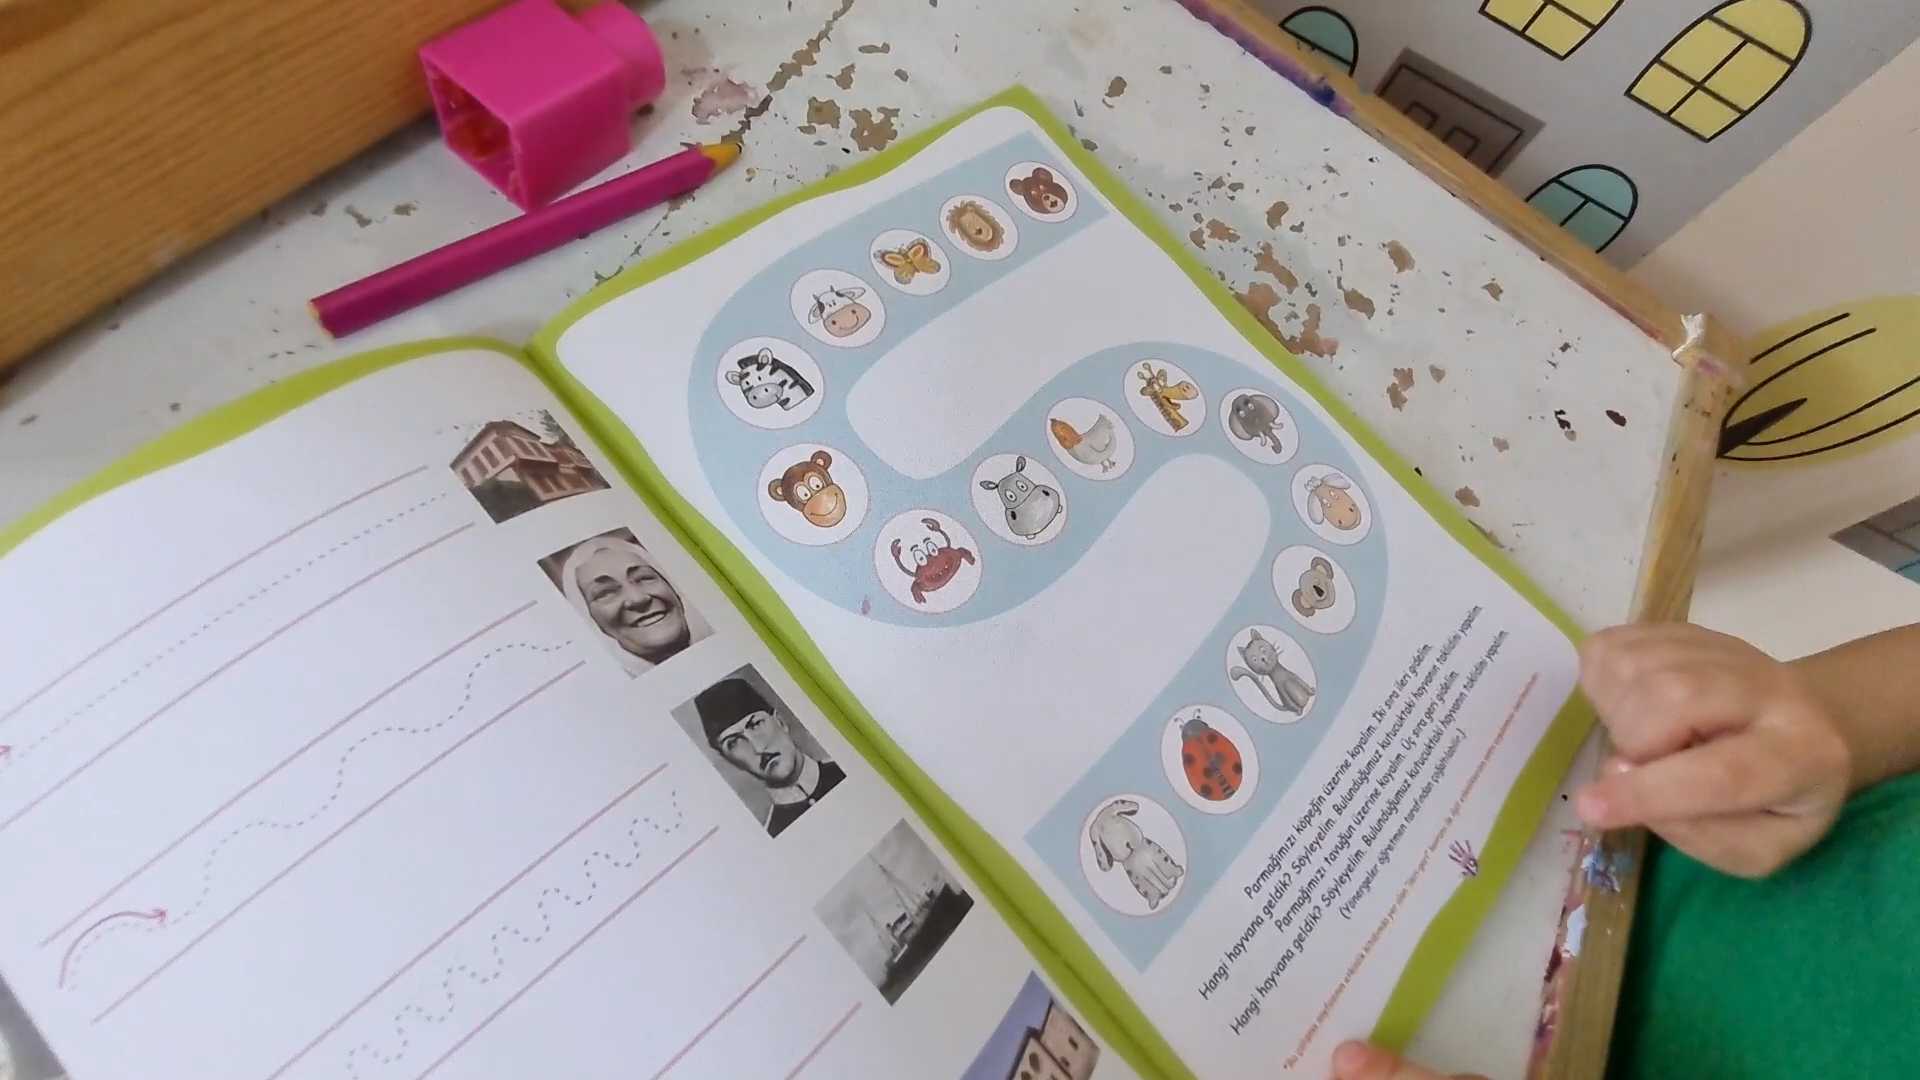 Parmağımızı köpeğin üzerine koyalım. İki sıra ileri gidelim.
Hangi hayvana geldik? Söyleyelim. Bulunduğumuz kutucuktaki hayvanın taklidini yapalım.
Parmağımızı tavuğun üzerine koyalım. Üç sıra geri gidelim.
Hangi hayvana geldik? Söyleyelim. Bulunduğumuz kutucuktaki hayvanın taklidini yapalım.
(Yönergeler öğretmen tarafından çoğaltılabilir.)
19